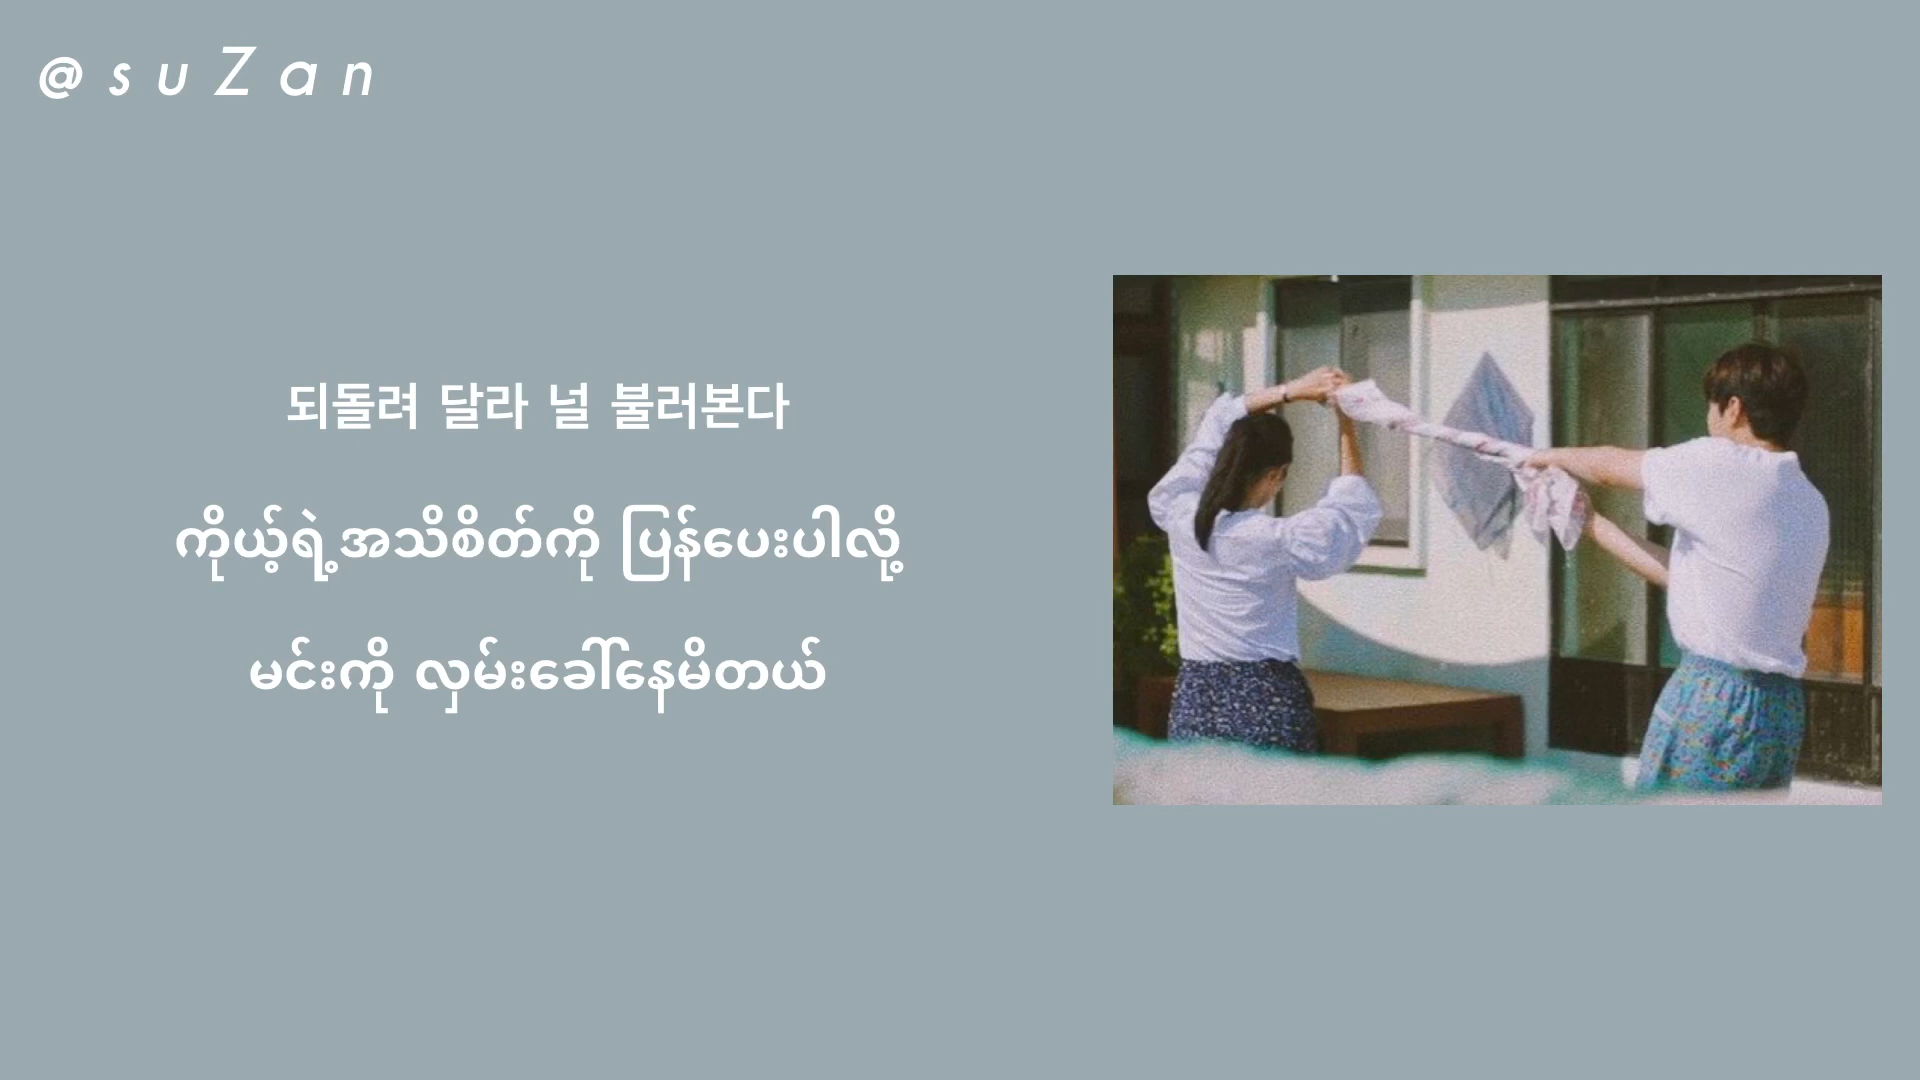 @suZan
되돌려 달라 널 불러본다
ကိုယ့်ရဲ့အသိစိတ်ကို ပြန်ပေးပါလို့
မင်းကို လှမ်းခေါ်နေမိတယ်